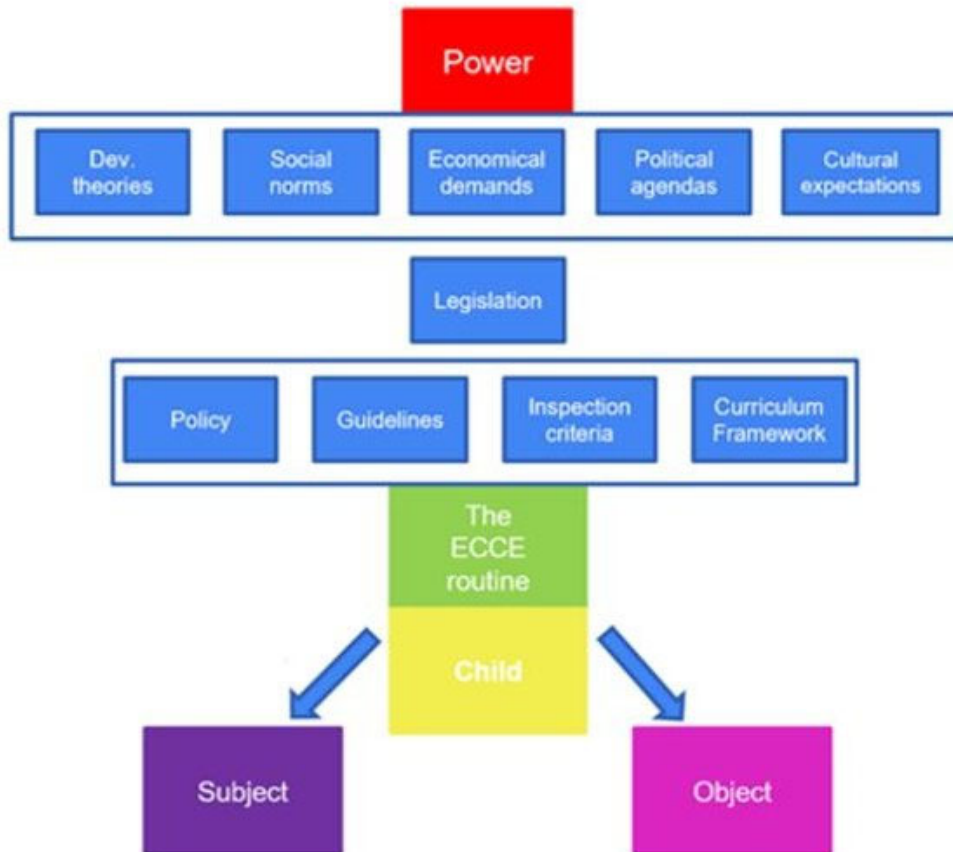 Power
Dev.
theories
Social
norms
Economical
demands
Political
agendas
Cultural
expectations
Legislation
Policy
Guidelines
Inspection
criteria
Curriculum
Framework
The
ECCE
routine
Child
Subject
Object